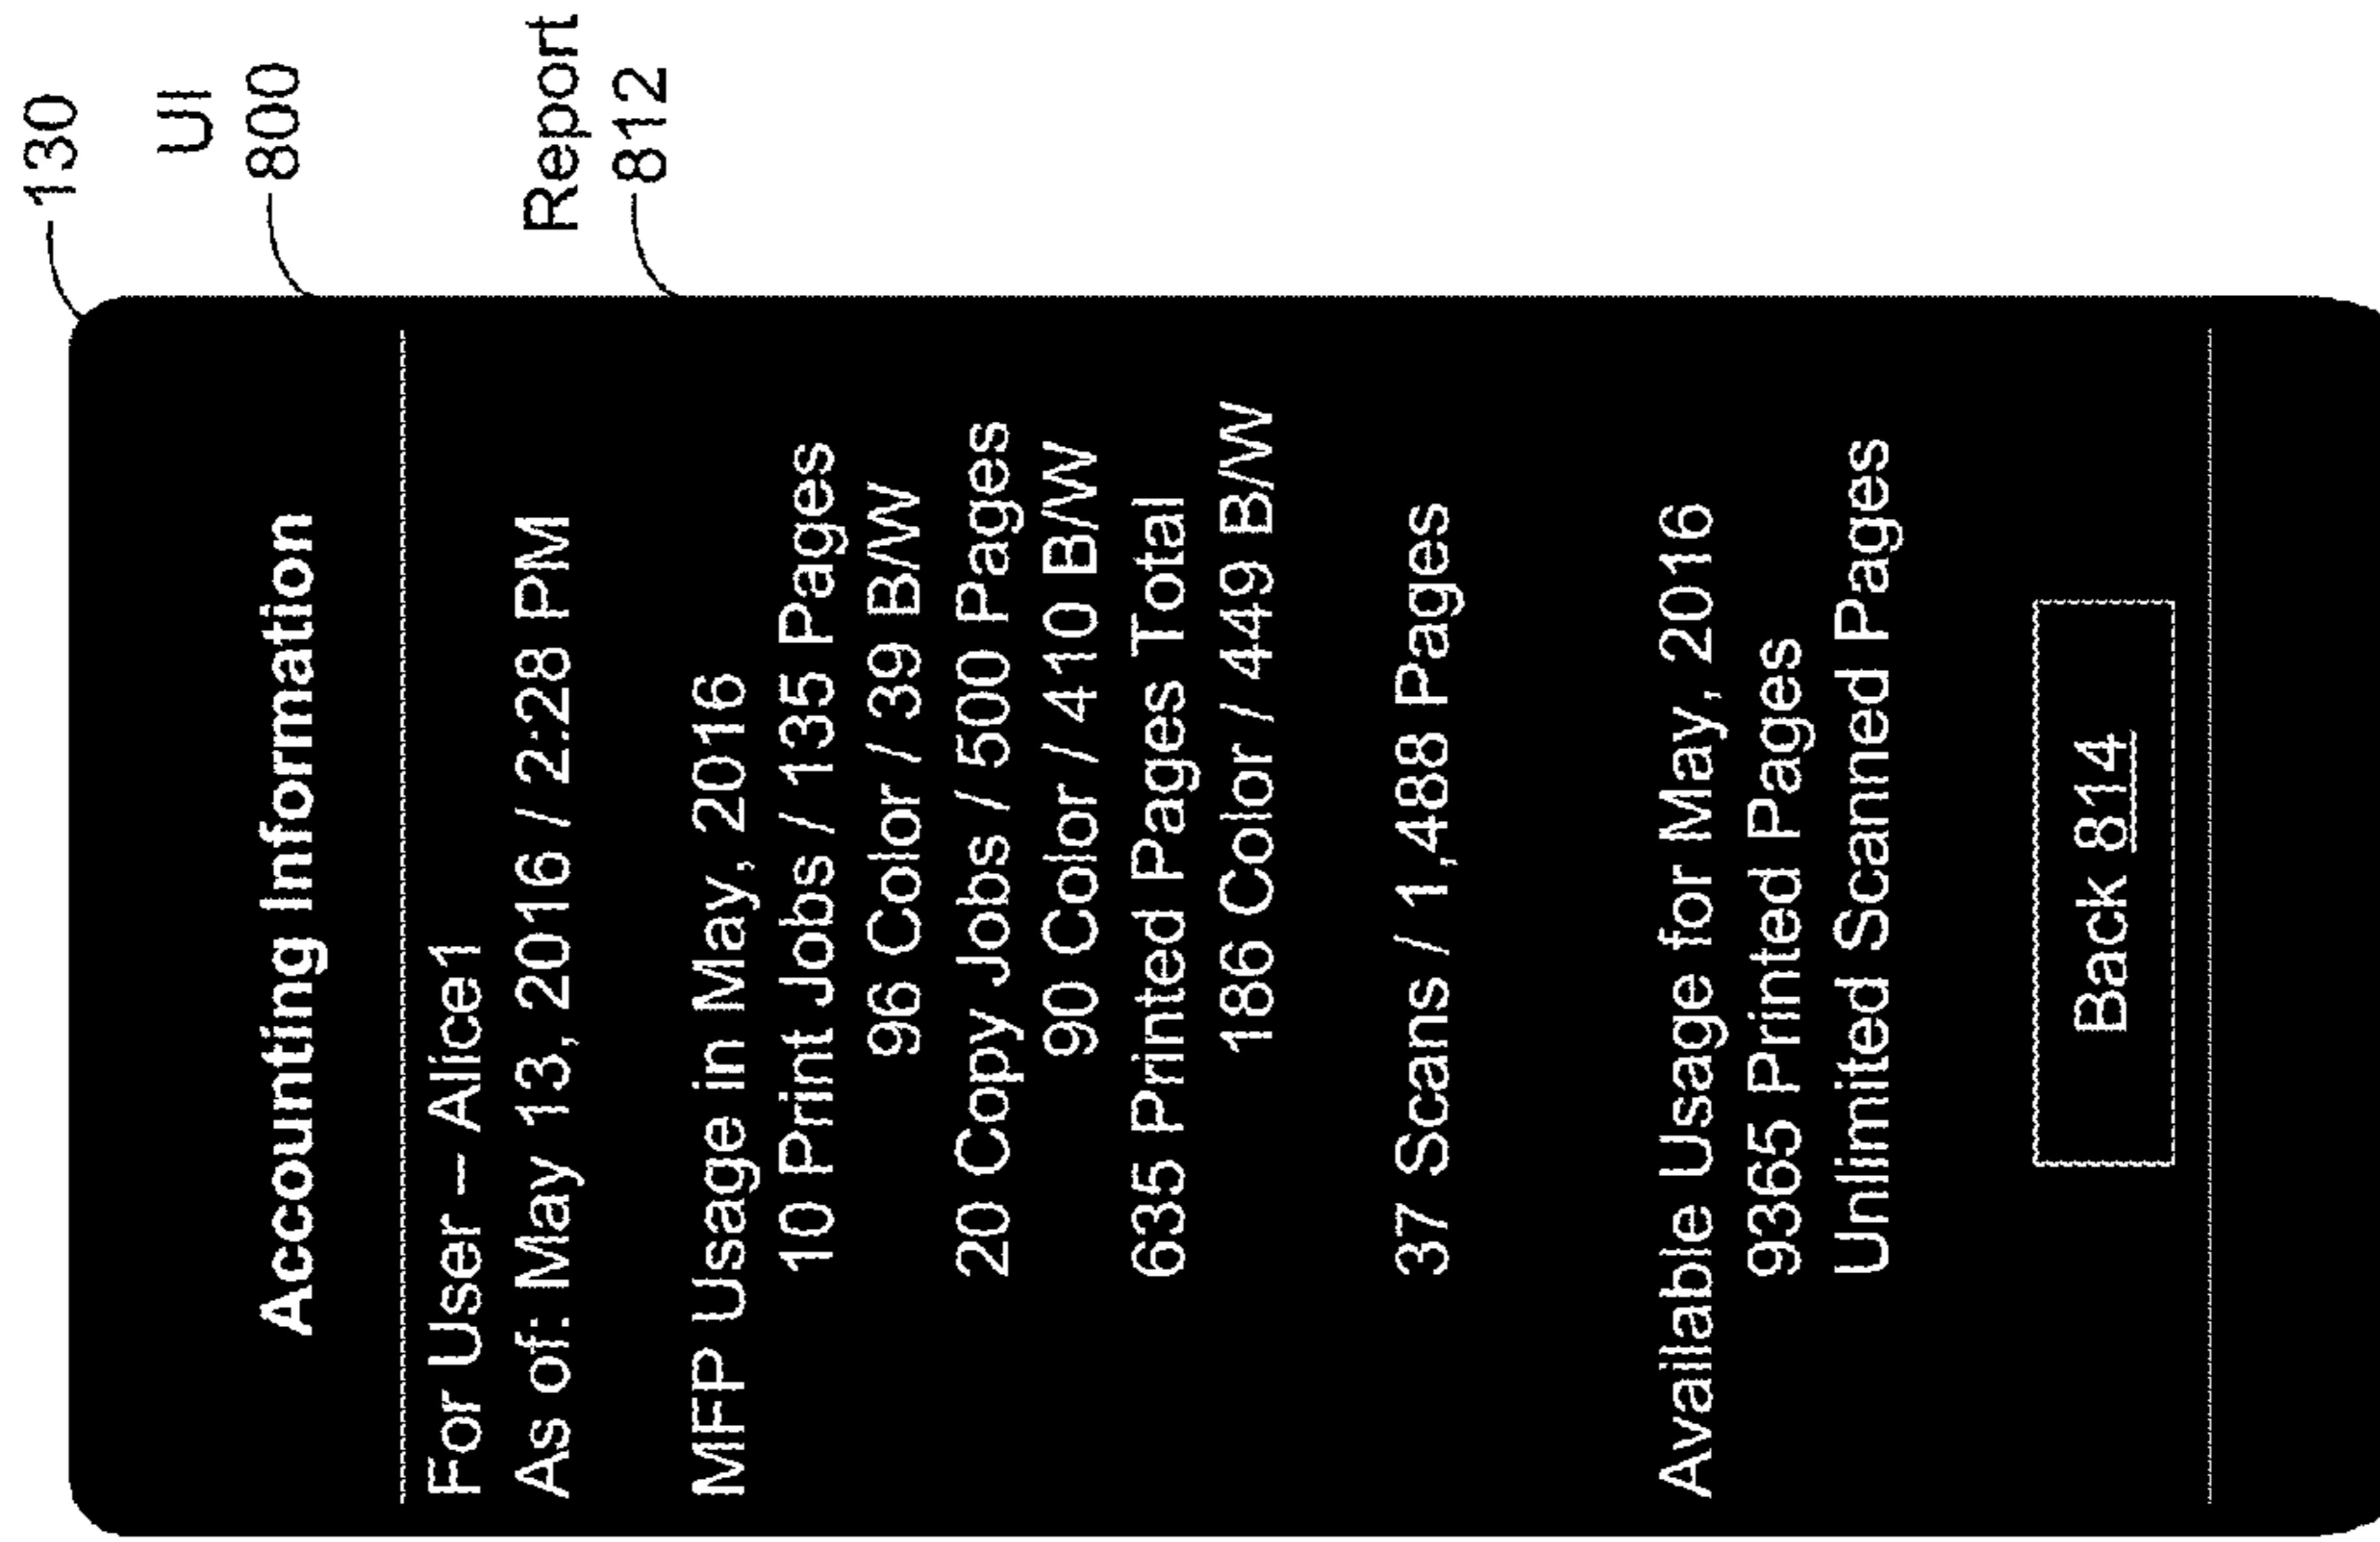 130
UI
800
Report
812
Accounting Information
For User – Alice1
As of: May 13, 2016 / 2:28 PM
MFP Usage in May, 2016
10 Print Jobs / 135 Pages
96 Color / 39 B/W
20 Copy Jobs / 500 Pages
90 Color / 410 B/W
635 Printed Pages Total
186 Color / 449 B/W
37 Scans / 1,488 Pages
Available Usage for May, 2016
9365 Printed Pages
Unlimited Scanned Pages
Back 814